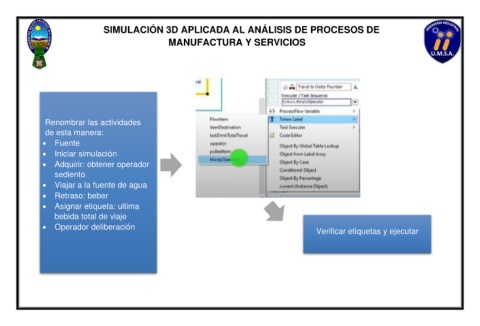 SIMULACIÓN 3D APLICADA AL ANÁLISIS DE PROCESOS DE
MANUFACTURA Y SERVICIOS
U.M.S.A.
Renombrar las actividades
de esta manera:
• Fuente
• Iniciar simulación
• Adquirir: obtener operador
sediento
• Viajar a la fuente de agua
• Retraso: beber
• Asignar etiqueta: ultima
bebida total de viaje
• Operador deliberación
Travel to Water Fountain
Executer / Task Sequence
ProcessFlow Variable
Token Label
Task Executer
Code Editor
Object By Global Table Lookup
Object from Label Array
Object By Case
Conditional Object
Object By Percentage
current (Instance Object)
FlowItem
itemDestination
lastDrinkTotalTravel
operator
pulledItem
thirstyOperator
Verificar etiquetas y ejecutar